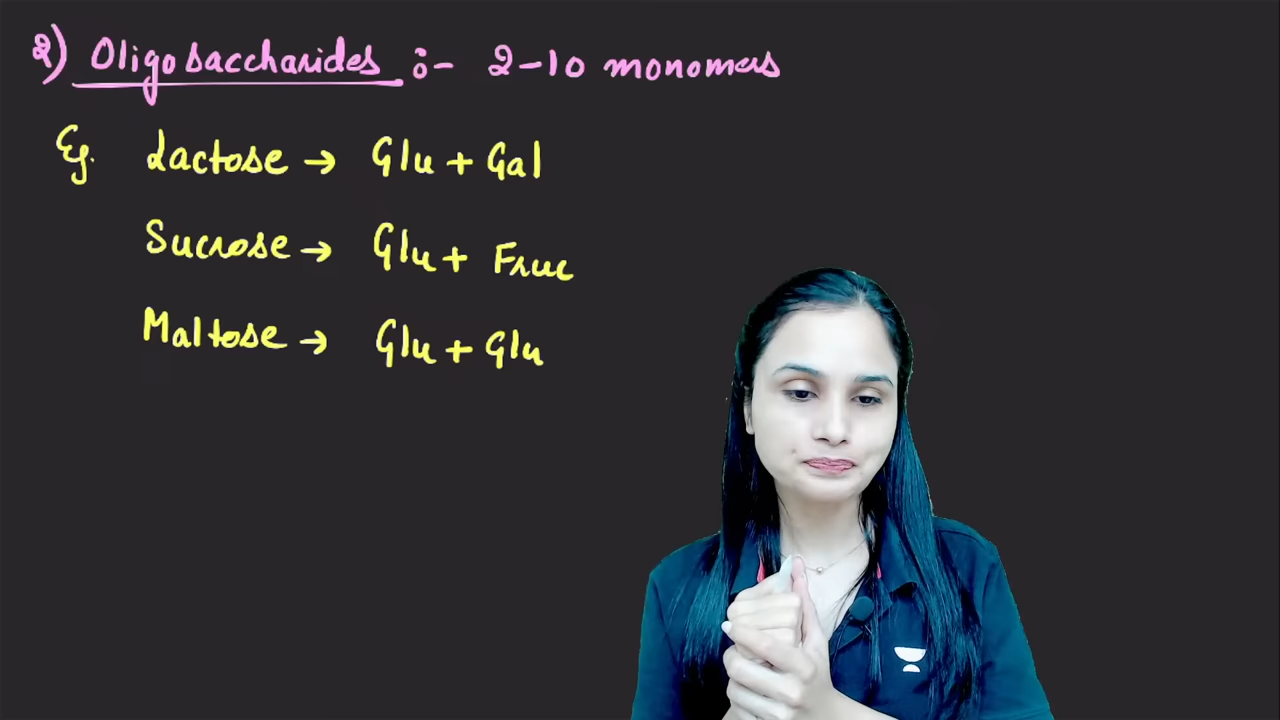 2) Oligosaccharides :- 2-10 monomers
Eg. Lactose → Glu + Gal
Sucrose → Glu + Fruc
Maltose → Glu + Glu